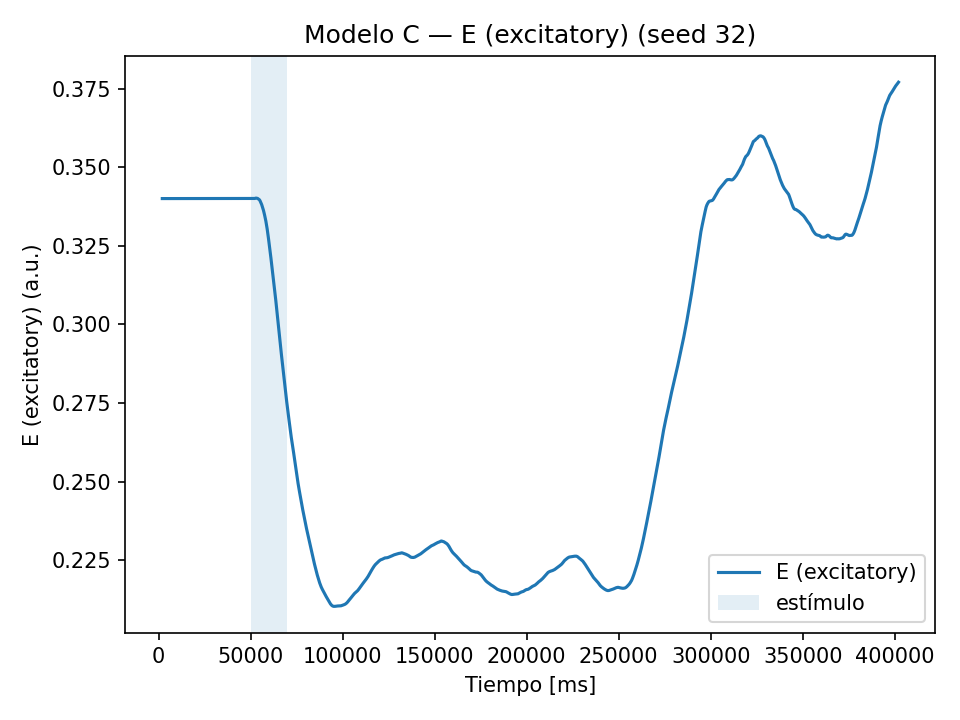 Modelo C — E (excitatory) (seed 32)
E (excitatory) (a.u.)
0.375
0.350
0.325
0.300
0.275
0.250
0.225
0 50000 100000 150000 200000 250000 300000 350000 400000
Tiempo [ms]
E (excitatory)
estímulo